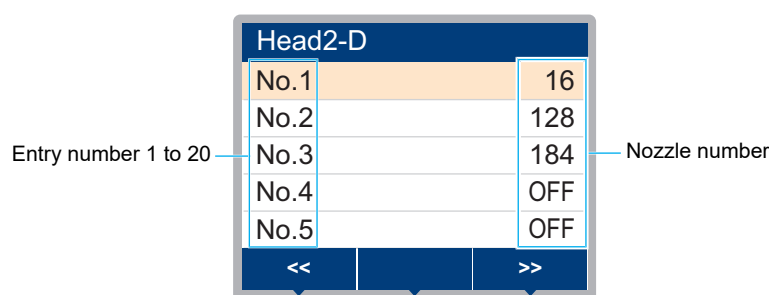 Head2-D
No.1 16
No.2 128
Entry number 1 to 20 No.3 184 Nozzle number
No.4 OFF
No.5 OFF
<< >>